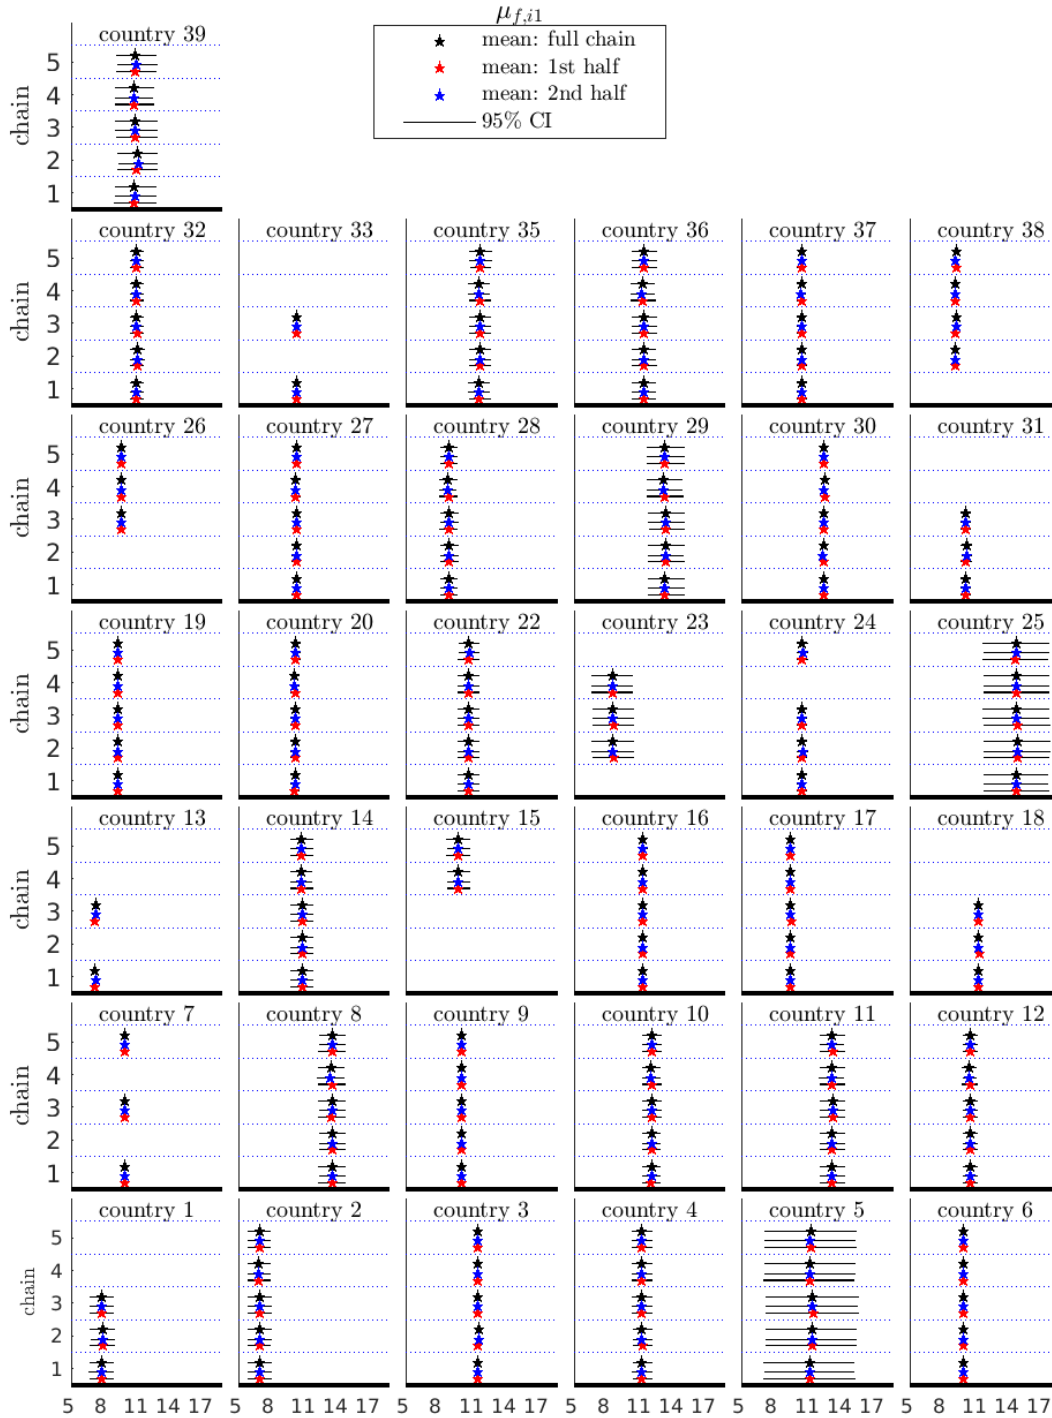 μ_{f,i1}
mean: full chain
mean: 1st half
mean: 2nd half
95% CI
country 39
chain
5
4
3
2
1
country 32 country 33 country 35 country 36 country 37 country 38
chain
5
4
3
2
1
country 26 country 27 country 28 country 29 country 30 country 31
chain
5
4
3
2
1
country 19 country 20 country 22 country 23 country 24 country 25
chain
5
4
3
2
1
country 13 country 14 country 15 country 16 country 17 country 18
chain
5
4
3
2
1
country 7 country 8 country 9 country 10 country 11 country 12
chain
5
4
3
2
1
country 1 country 2 country 3 country 4 country 5 country 6
chain
5
4
3
2
1
5 8 11 14 17 5 8 11 14 17 5 8 11 14 17 5 8 11 14 17 5 8 11 14 17 5 8 11 14 17